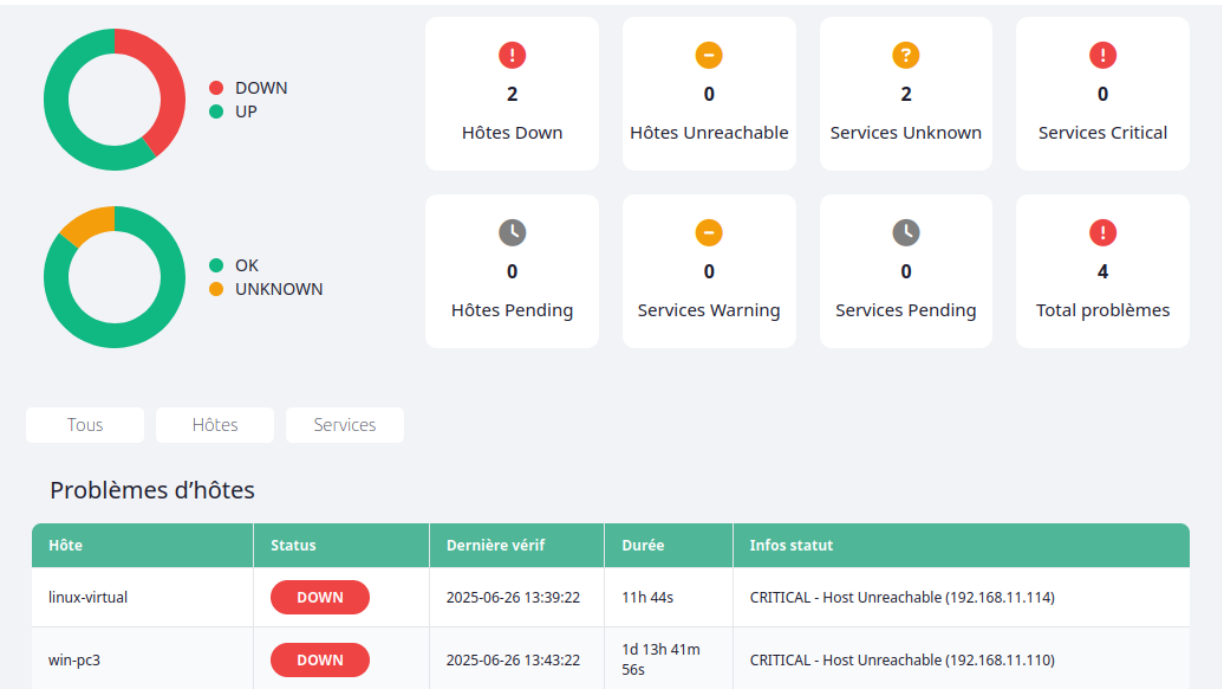 DOWN
UP
2
Hôtes Down
0
Hôtes Unreachable
2
Services Unknown
0
Services Critical
OK
UNKNOWN
0
Hôtes Pending
0
Services Warning
0
Services Pending
4
Total problèmes
Tous
Hôtes
Services
Problèmes d’hôtes
Hôte Status Dernière vérif Durée Infos statut
linux-virtual DOWN 2025-06-26 13:39:22 11h 44s CRITICAL - Host Unreachable (192.168.11.114)
win-pc3 DOWN 2025-06-26 13:43:22 1d 13h 41m 56s CRITICAL - Host Unreachable (192.168.11.110)